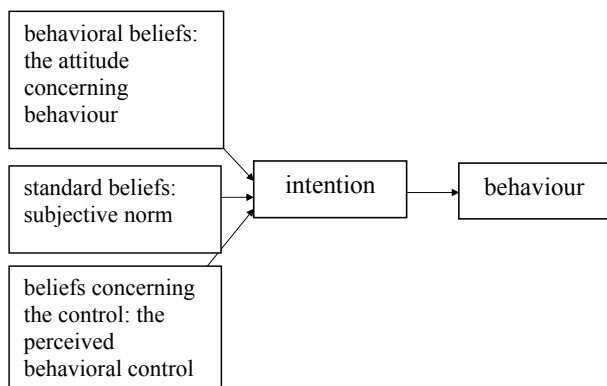 behavioral beliefs:
the attitude
concerning
behaviour
standard beliefs:
subjective norm
beliefs concerning
the control: the
perceived
behavioral control
intention
behaviour